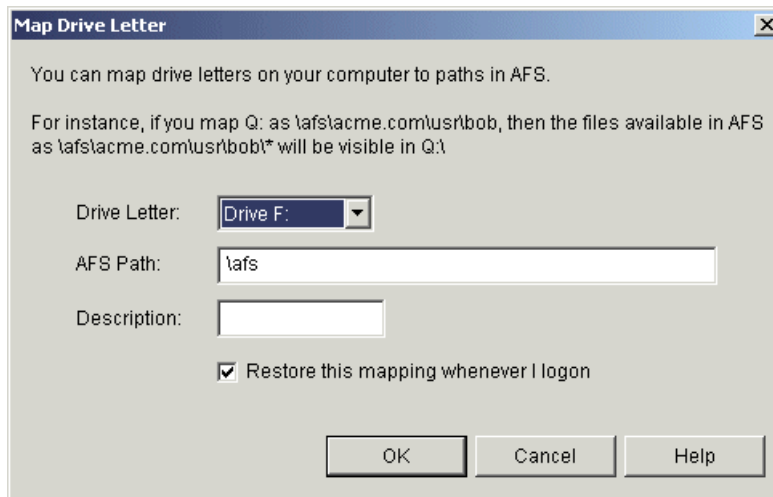 Map Drive Letter
You can map drive letters on your computer to paths in AFS.
For instance, if you map Q: as \afs\acme.com\usr\bob, then the files available in AFS
as \afs\acme.com\usr\bob\* will be visible in Q:\
Drive Letter: Drive F:
AFS Path: \afs
Description:
Restore this mapping whenever I logon
OK Cancel Help